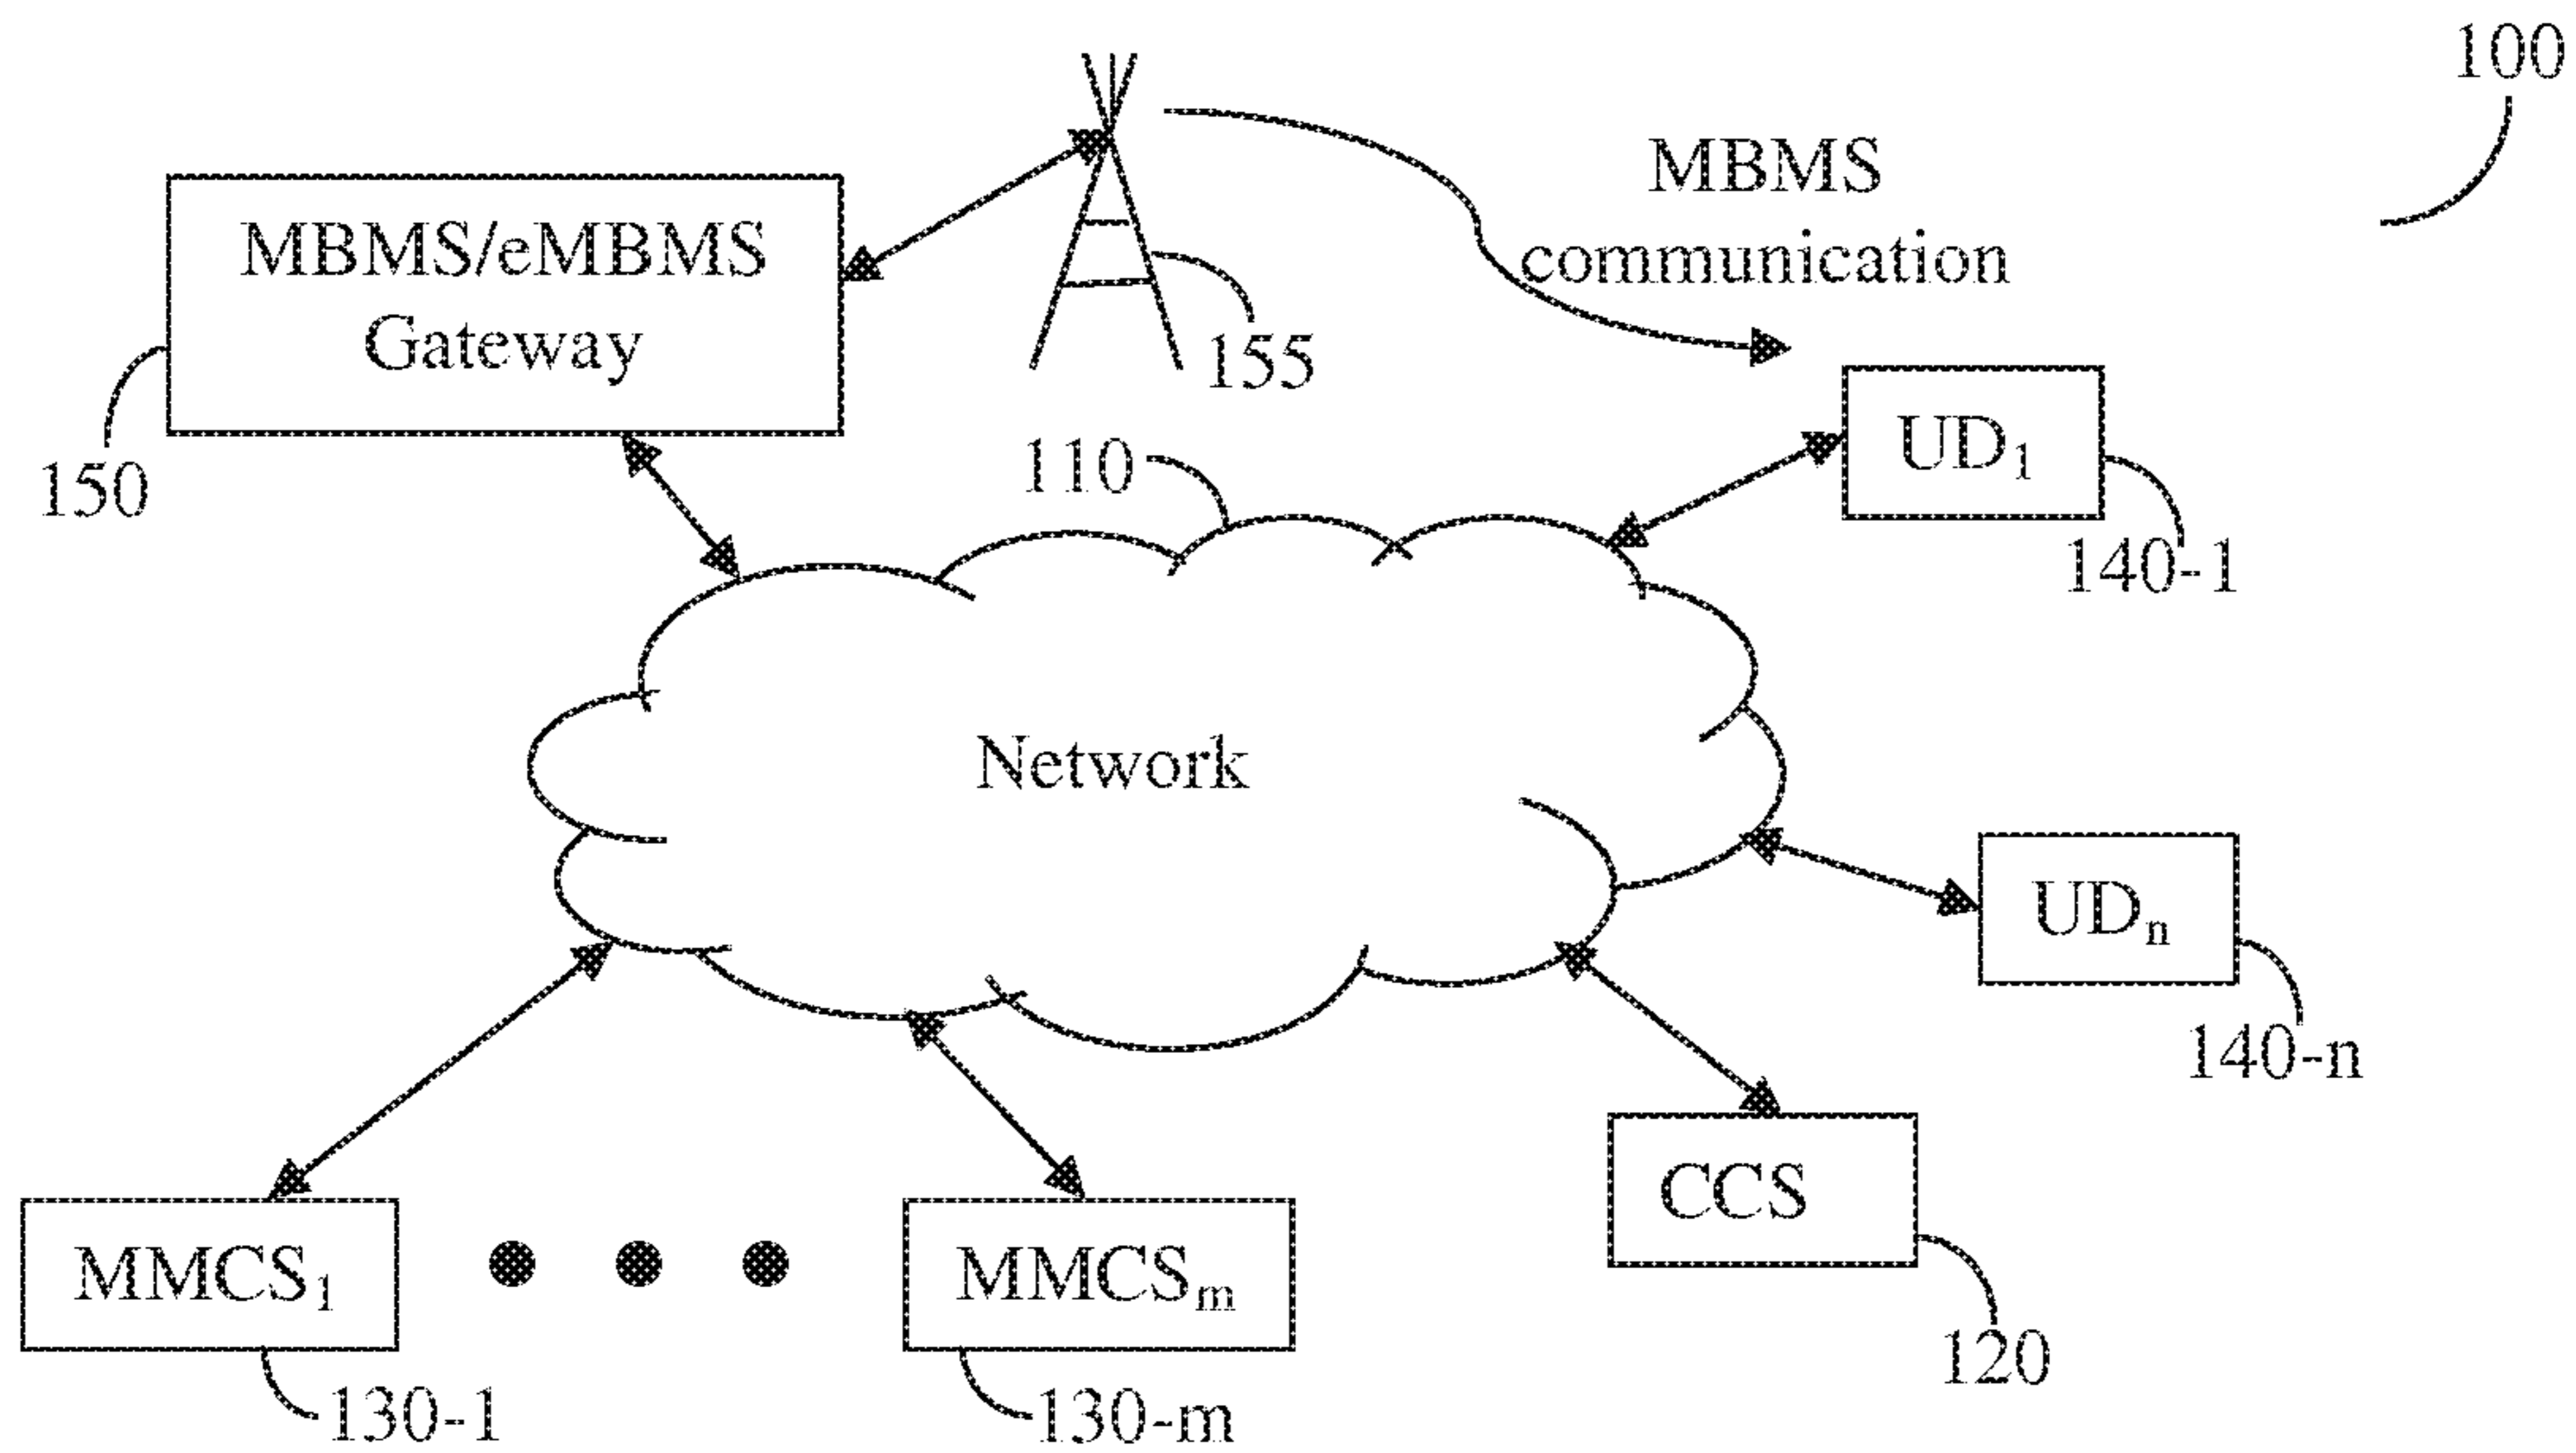 100
MBMS
communication
MBMS/eMBMS
Gateway
155
150
110
UD₁
140-1
Network
UDₙ
140-n
CCS
120
MMCS₁
MMCSₘ
130-1
130-m